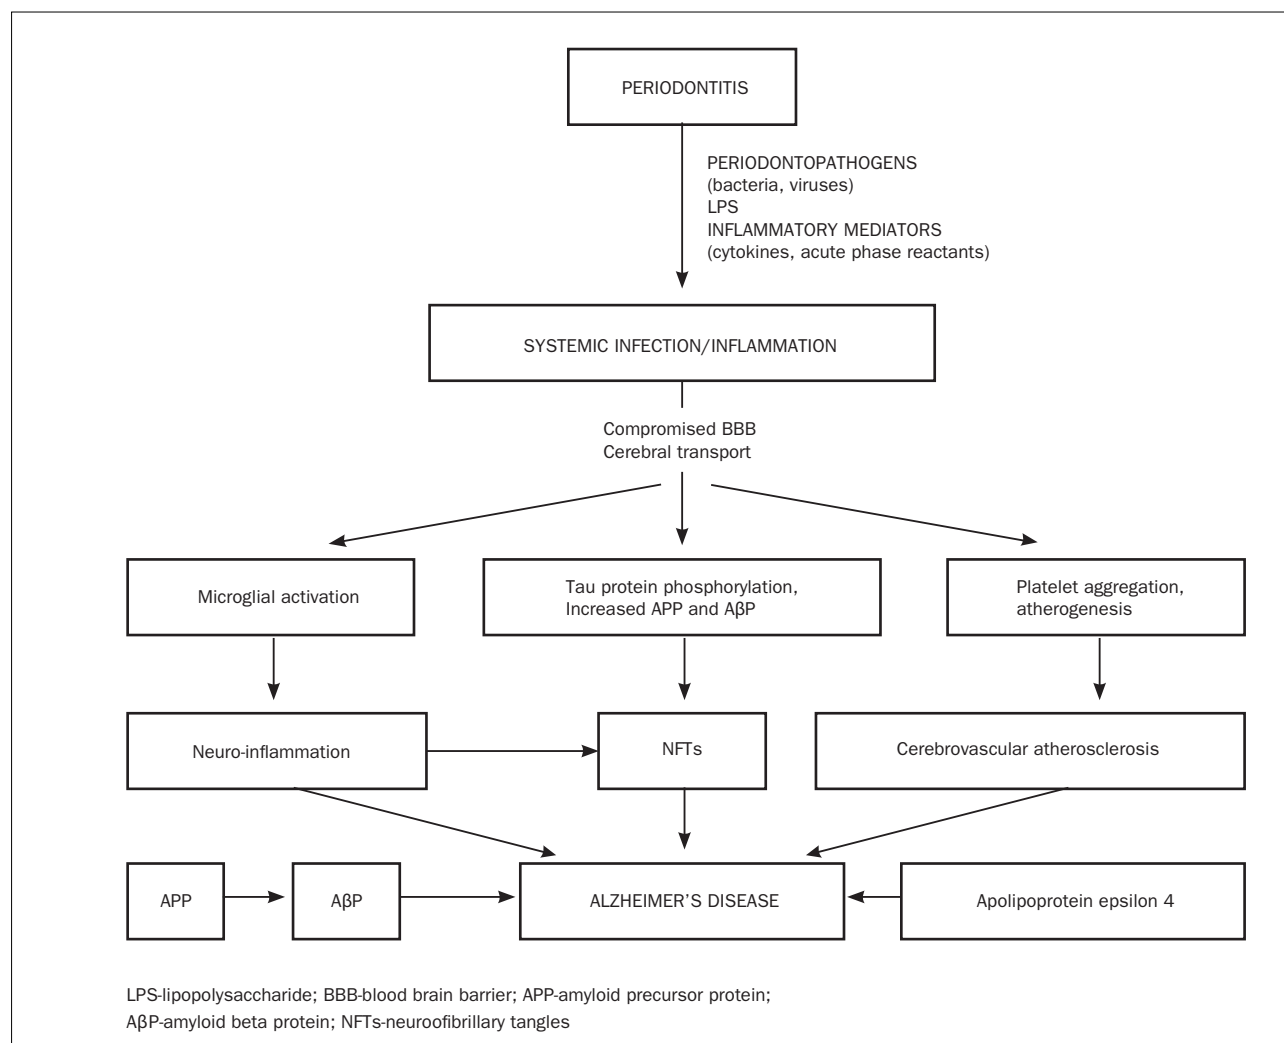 PERIODONTITIS
PERIODONTOPATHOGENS
(bacteria, viruses)
LPS
INFLAMMATORY MEDIATORS
(cytokines, acute phase reactants)
SYSTEMIC INFECTION/INFLAMMATION
Compromised BBB
Cerebral transport
Microglial activation
Tau protein phosphorylation,
Increased APP and AβP
Platelet aggregation,
atherogenesis
Neuro-inflammation
NFTs
Cerebrovascular atherosclerosis
APP
AβP
ALZHEIMER'S DISEASE
Apolipoprotein epsilon 4
LPS-lipopolysaccharide; BBB-blood brain barrier; APP-amyloid precursor protein;
AβP-amyloid beta protein; NFTs-neuroofibrillary tangles